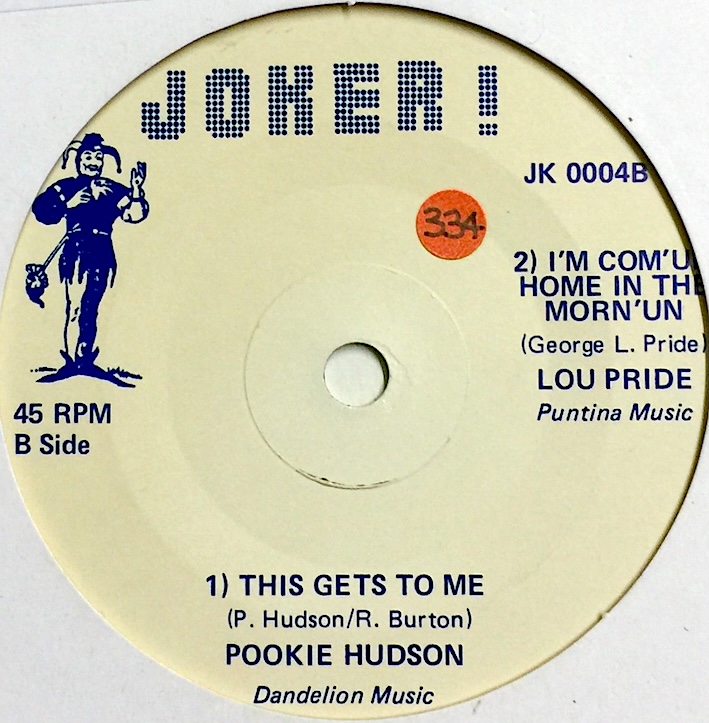 JOKER!
JK 0004B
334
2) I'M COM'U
HOME IN THE
MORN'UN
(George L. Pride)
LOU PRIDE
Puntina Music
45 RPM
B Side
1) THIS GETS TO ME
(P. Hudson/R. Burton)
POOKIE HUDSON
Dandelion Music